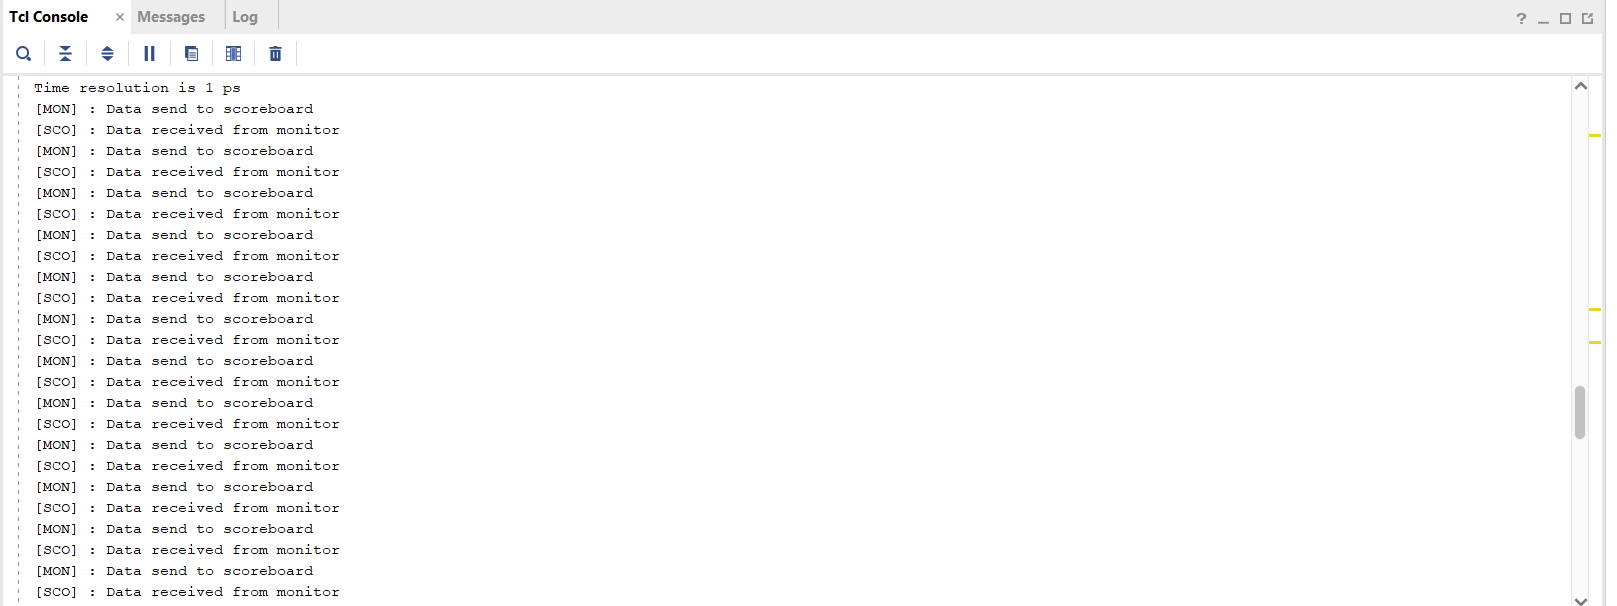 Tcl Console × Messages Log ?
Time resolution is 1 ps
[MON] : Data send to scoreboard
[SCO] : Data received from monitor
[MON] : Data send to scoreboard
[SCO] : Data received from monitor
[MON] : Data send to scoreboard
[SCO] : Data received from monitor
[MON] : Data send to scoreboard
[SCO] : Data received from monitor
[MON] : Data send to scoreboard
[SCO] : Data received from monitor
[MON] : Data send to scoreboard
[SCO] : Data received from monitor
[MON] : Data send to scoreboard
[SCO] : Data received from monitor
[MON] : Data send to scoreboard
[SCO] : Data received from monitor
[MON] : Data send to scoreboard
[SCO] : Data received from monitor
[MON] : Data send to scoreboard
[SCO] : Data received from monitor
[MON] : Data send to scoreboard
[SCO] : Data received from monitor
[MON] : Data send to scoreboard
[SCO] : Data received from monitor